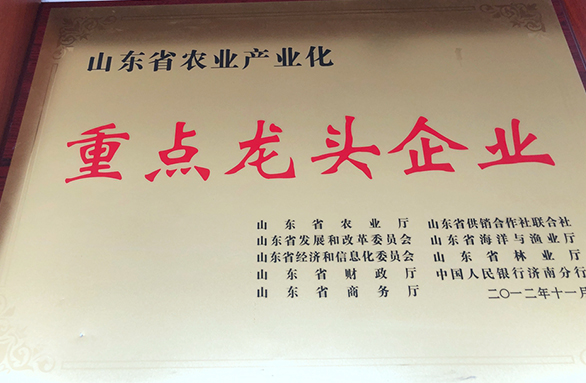 山东省农业产业化
重点龙头企业
山东省农业厅 山东省供销合作社联合社
山东省发展和改革委员会 山东省海洋与渔业厅
山东省经济和信息化委员会 山东省林业厅
山东省财政厅 中国人民银行济南分行
山东省商务厅 二〇一二年十一月